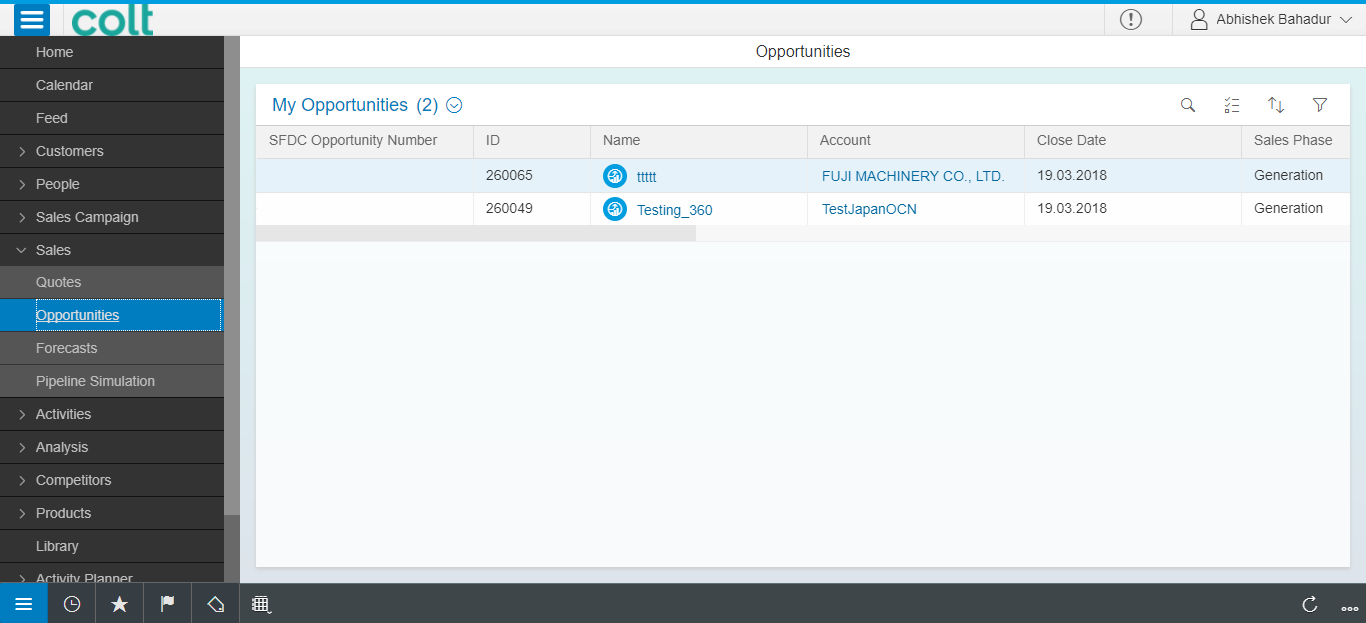 colt
Abhishek Bahadur
Home
Calendar
Feed
Customers
People
Sales Campaign
Sales
Quotes
Opportunities
Forecasts
Pipeline Simulation
Activities
Analysis
Competitors
Products
Library
Activity Planner
Opportunities
My Opportunities (2)
SFDC Opportunity Number ID Name Account Close Date Sales Phase
260065 ttttt FUJI MACHINERY CO., LTD. 19.03.2018 Generation
260049 Testing_360 TestJapanOCN 19.03.2018 Generation